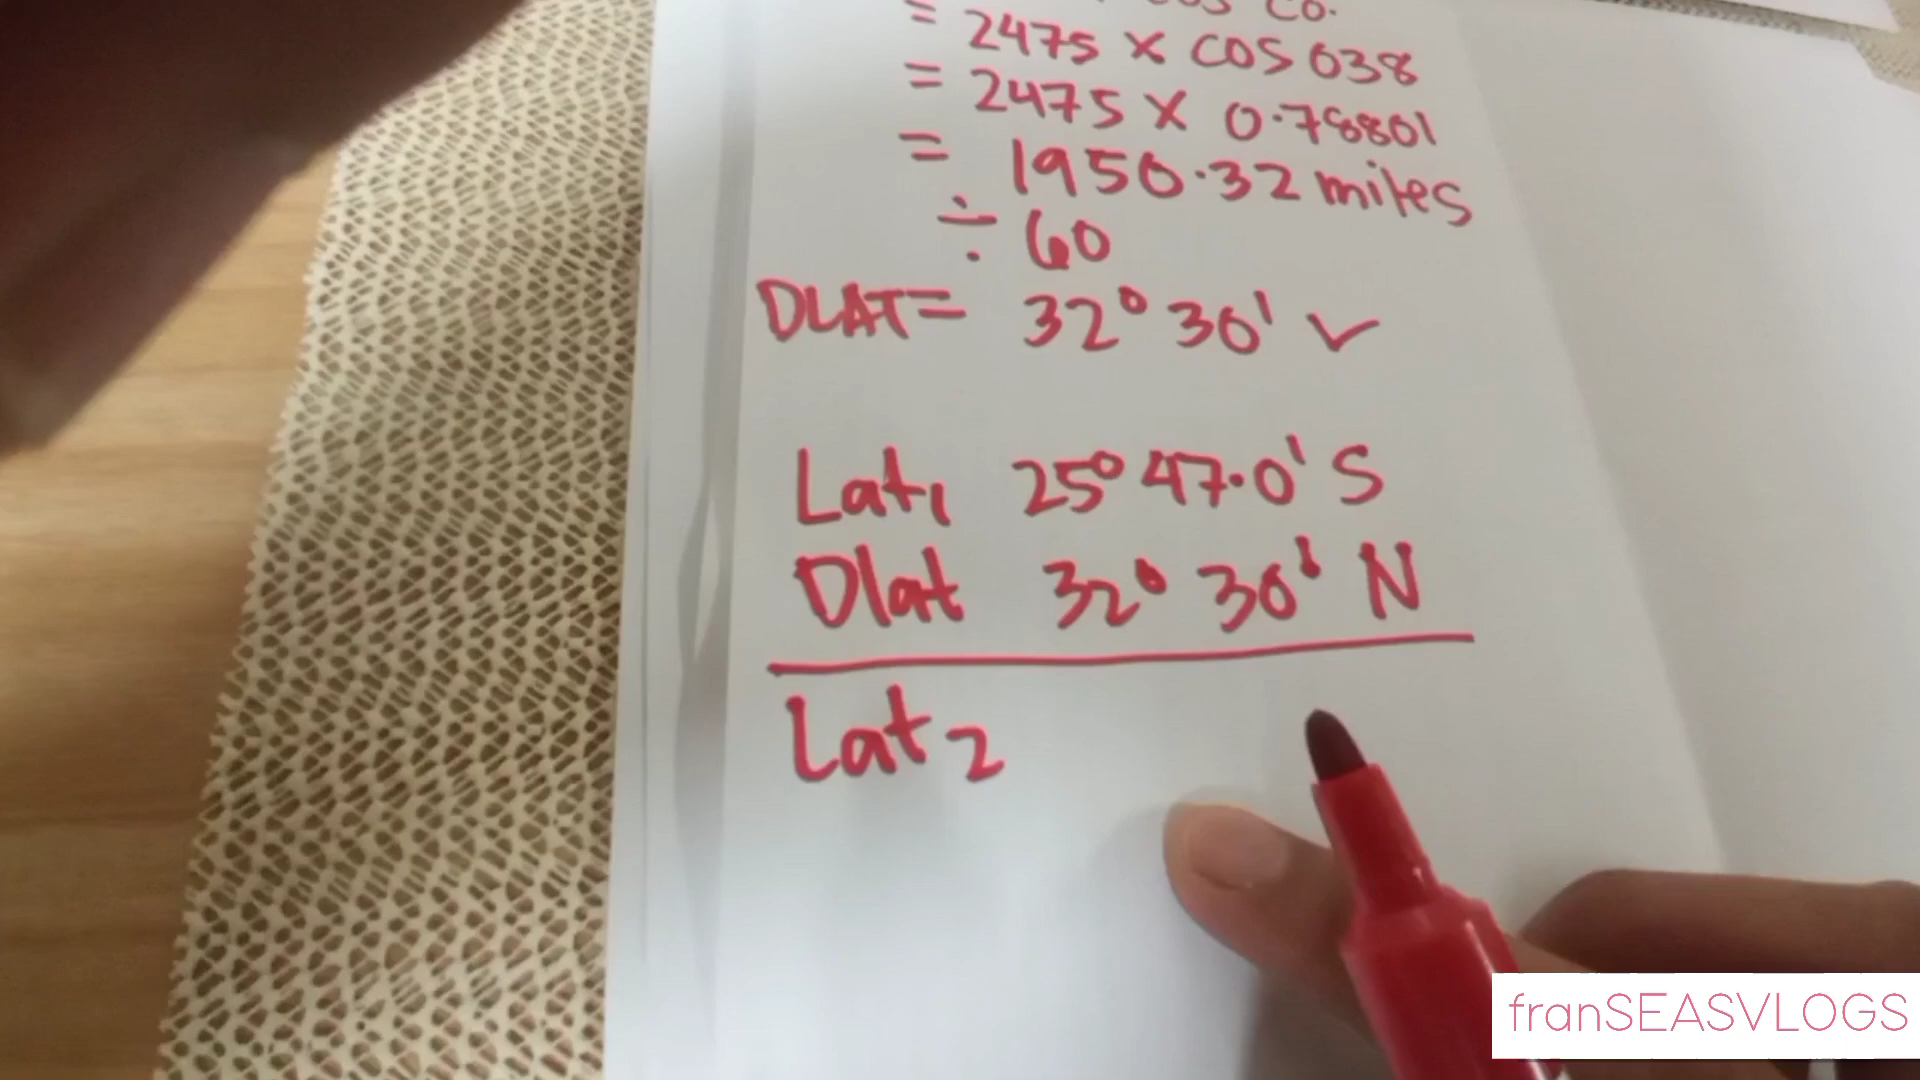 = 2475 × COS 038
= 2475 × 0.78801
= 1950.32 miles
÷ 60
DLAT= 32° 30' ✓
Lat₁ 25° 47.0' S
Dlat 32° 30' N
Lat₂
franSEASVLOGS